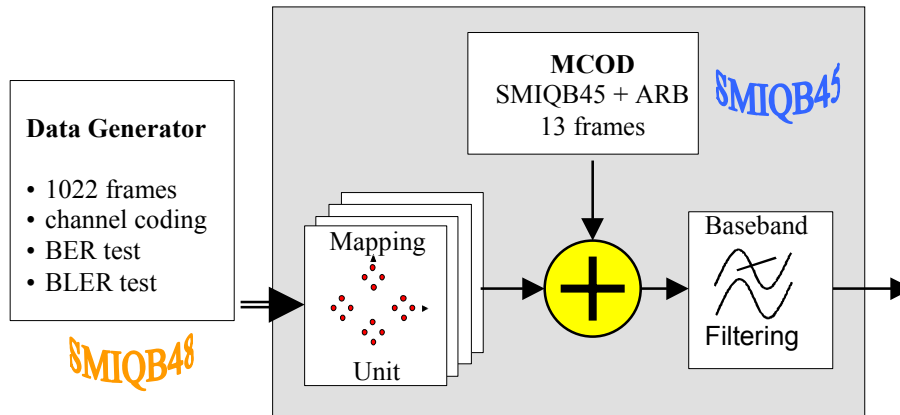 Data Generator
• 1022 frames
• channel coding
• BER test
• BLER test
SMIQB48
MCOD
SMIQB45 + ARB
13 frames
SMIQB45
Mapping
Unit
Baseband
Filtering